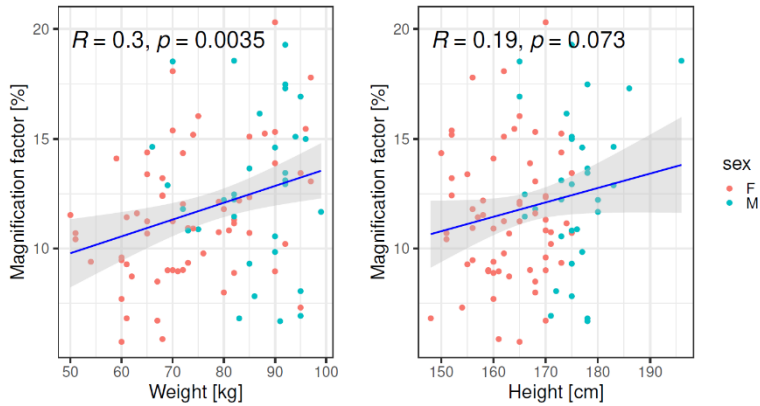 R = 0.3, p = 0.0035
R = 0.19, p = 0.073
Magnification factor [%]
20
15
10
50 60 70 80 90 100
Weight [kg]
Magnification factor [%]
20
15
10
150 160 170 180 190
Height [cm]
sex
F
M